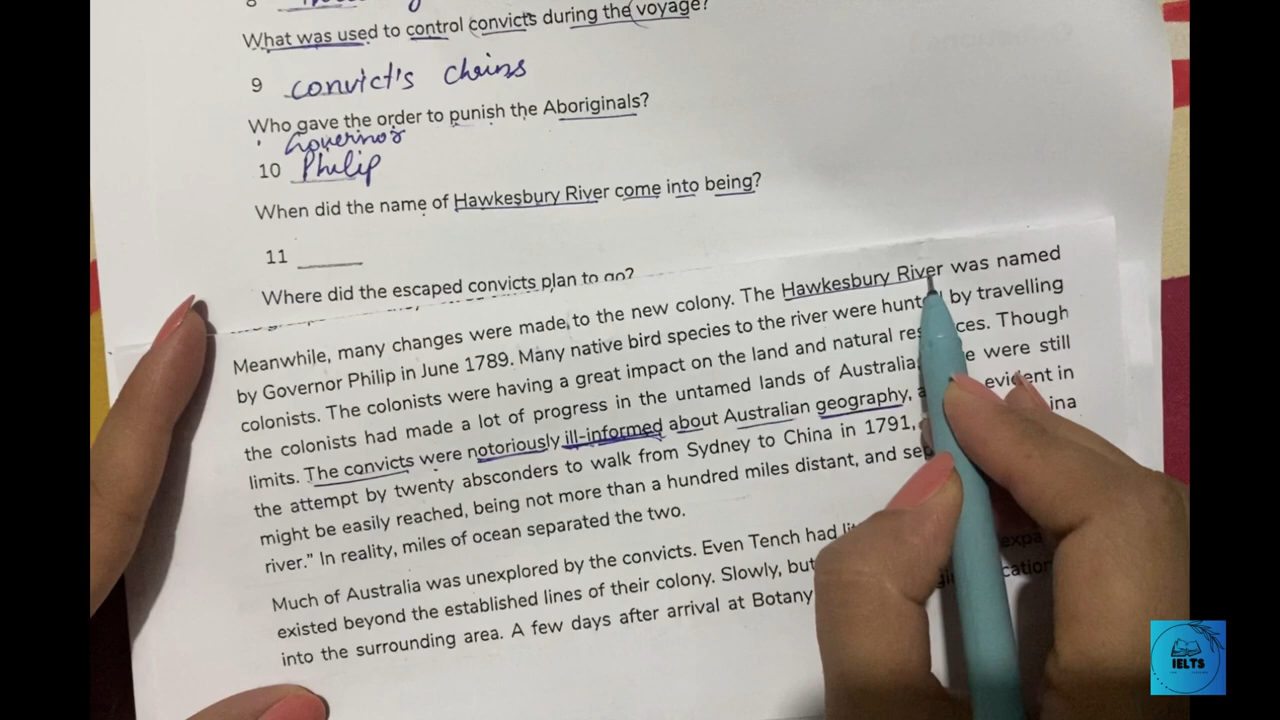 8
What was used to control convicts during the voyage?
9 convict's chains
Who gave the order to punish the Aboriginals?
Governor
10 Philip
When did the name of Hawkesbury River come into being?
11
Where did the escaped convicts plan to go?
Meanwhile, many changes were made to the new colony. The Hawkesbury River was named
by Governor Philip in June 1789. Many native bird species to the river were hunted by travelling
colonists. The colonists were having a great impact on the land and natural resources. Though
the colonists had made a lot of progress in the untamed lands of Australia, were still
limits. The convicts were notoriously ill-informed about Australian geography, evident in
the attempt by twenty absconders to walk from Sydney to China in 1791,
might be easily reached, being not more than a hundred miles distant, and
river." In reality, miles of ocean separated the two.
Much of Australia was unexplored by the convicts. Even Tench had
existed beyond the established lines of their colony. Slowly, but
into the surrounding area. A few days after arrival at Botany
IELTS